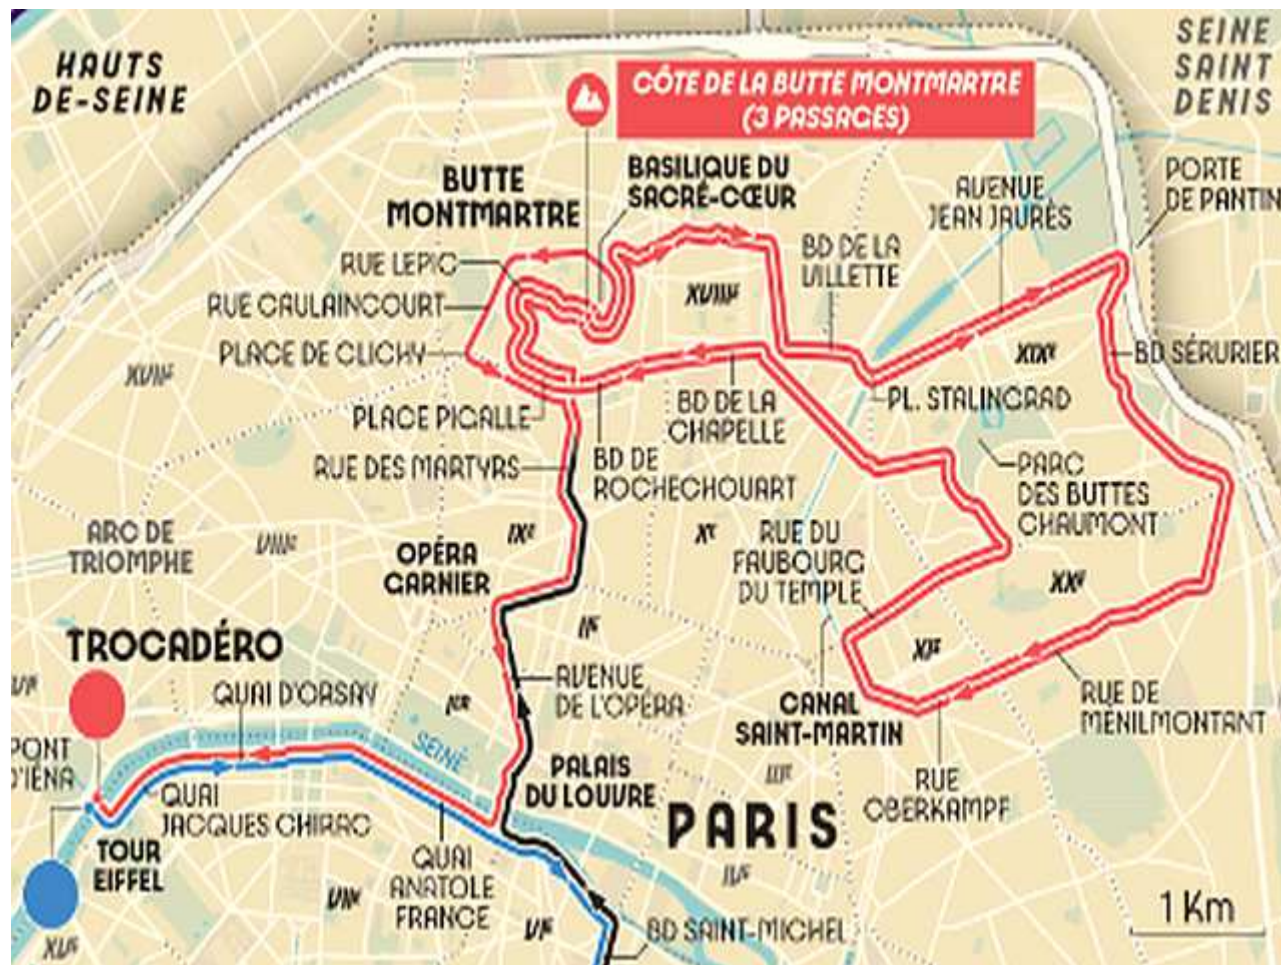 HAUTS
DE-SEINE
SEINE
SAINT
DENIS
CÔTE DE LA BUTTE MONTMARTRE
(3 PASSAGES)
BUTTE
MONTMARTRE
BASILIQUE DU
SACRÉ-CŒUR
AVENUE
JEAN JAURÈS
PORTE
DE PANTIN
RUE LEPIC
BD DE LA
VILLETTE
RUE CAULAINCOURT
XVIIIE
PLACE DE CLICHY
XVIIE
XIXE
BD SÉRURIER
PLACE PIGALLE
BD DE LA
CHAPELLE
PL. STALINGRAD
RUE DES MARTYRS
BD DE
ROCHECHOUART
PARC
DES BUTTES
CHAUMONT
ARC DE
TRIOMPHE
VIIIE
OPÉRA
GARNIER
IXE
XE
RUE DU
FAUBOURG
DU TEMPLE
XXE
IIE
XIE
TROCADÉRO
QUAI D'ORSAY
IER
AVENUE
DE L'OPÉRA
CANAL
SAINT-MARTIN
RUE DE
MÉNILMONTANT
PONT
D'IÉNA
SEINE
PALAIS
DU LOUVRE
IIIE
RUE
OBERKAMPF
QUAI
JACQUES CHIRAC
PARIS
TOUR
EIFFEL
QUAI
ANATOLE
FRANCE
VIIE
VIE
IVE
BD SAINT-MICHEL
XVE
1 Km